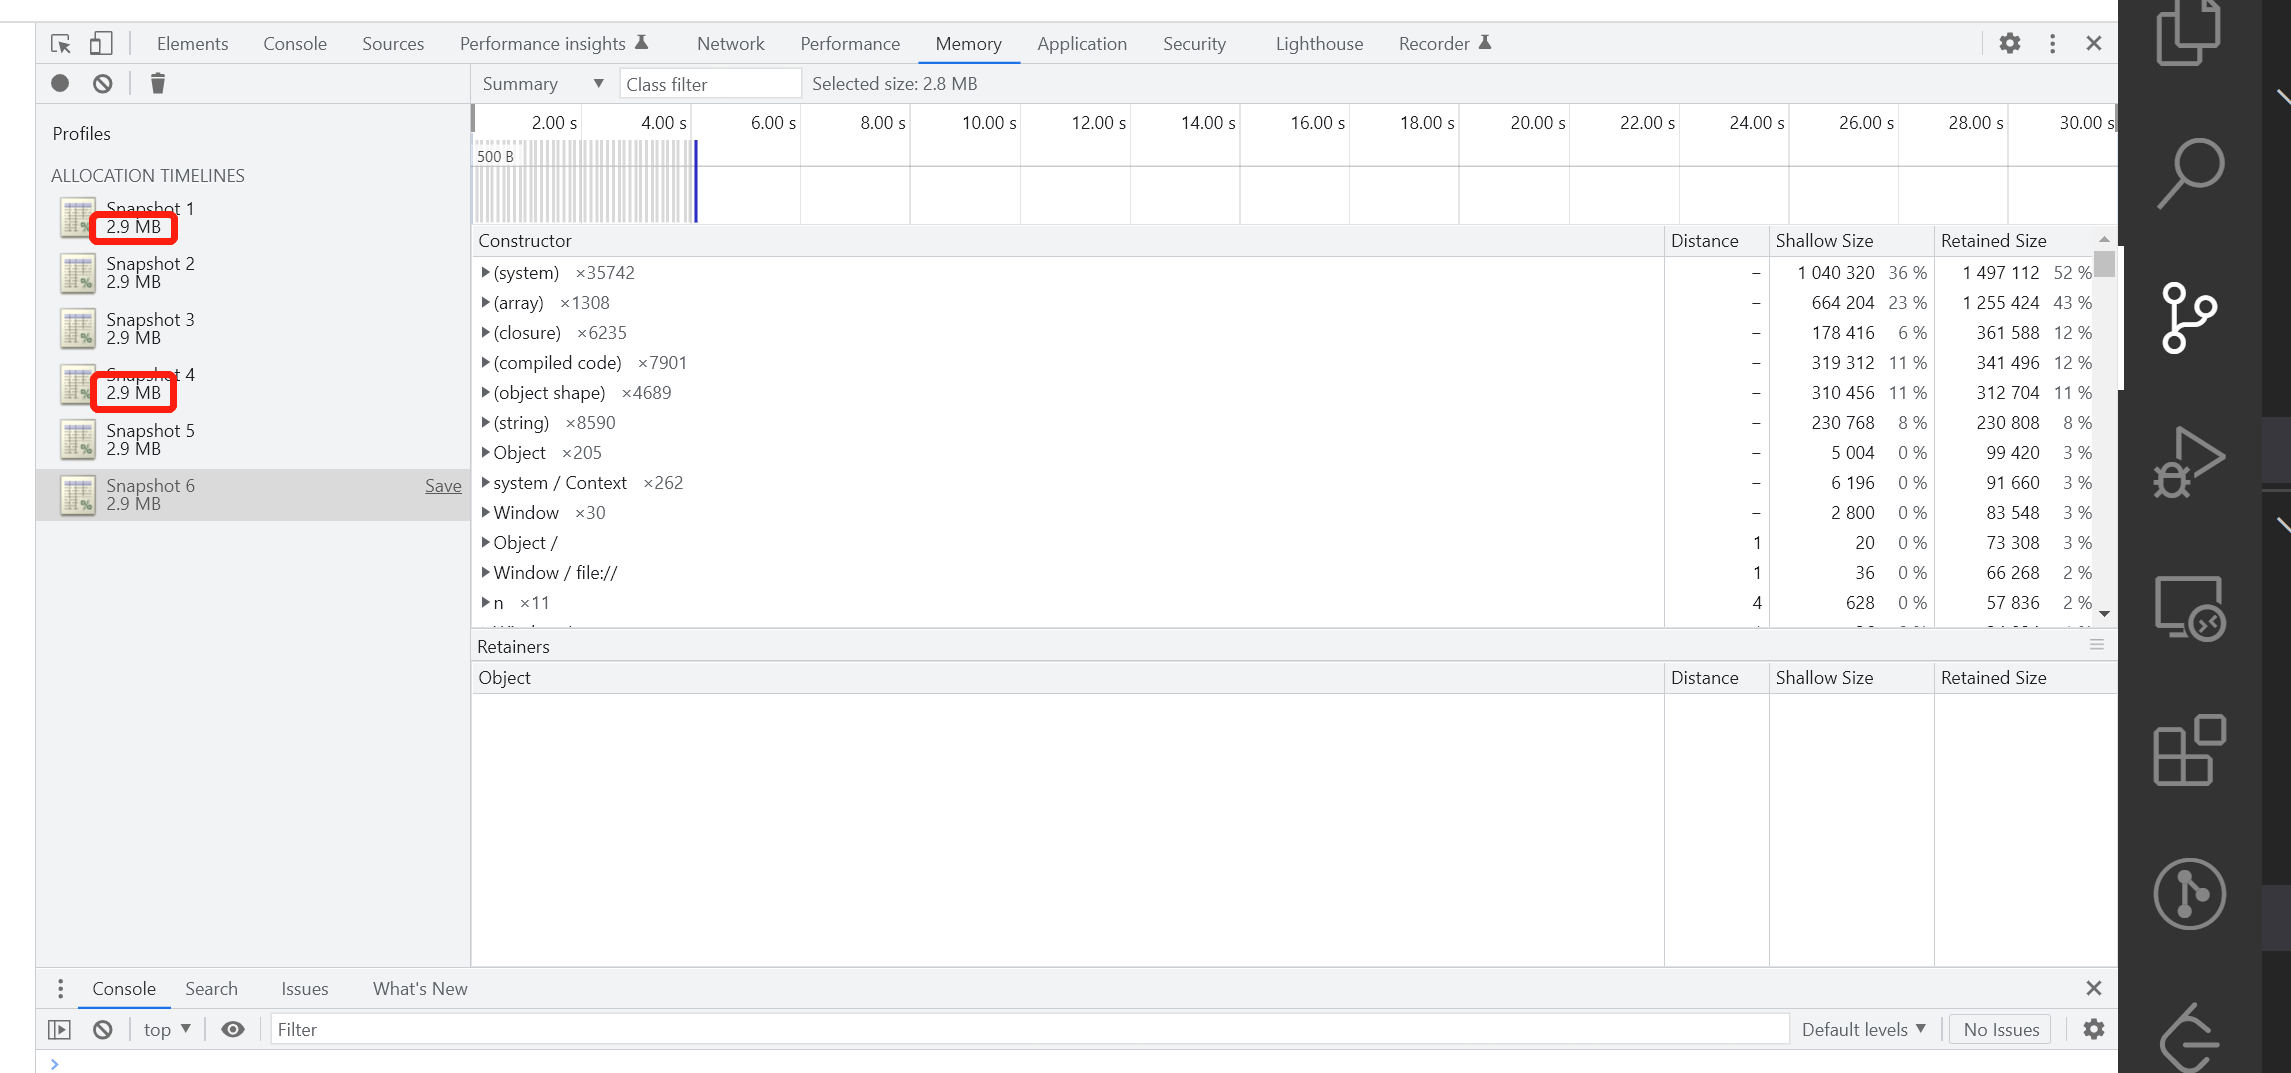 Elements Console Sources Performance insights Network Performance Memory Application Security Lighthouse Recorder
Summary ▼ Class filter Selected size: 2.8 MB
Profiles
ALLOCATION TIMELINES
Snapshot 1
2.9 MB
Snapshot 2
2.9 MB
Snapshot 3
2.9 MB
Snapshot 4
2.9 MB
Snapshot 5
2.9 MB
Snapshot 6 Save
2.9 MB
2.00 s 4.00 s 6.00 s 8.00 s 10.00 s 12.00 s 14.00 s 16.00 s 18.00 s 20.00 s 22.00 s 24.00 s 26.00 s 28.00 s 30.00 s
500 B
Constructor Distance Shallow Size Retained Size
(system) ×35742 – 1 040 320 36 % 1 497 112 52 %
(array) ×1308 – 664 204 23 % 1 255 424 43 %
(closure) ×6235 – 178 416 6 % 361 588 12 %
(compiled code) ×7901 – 319 312 11 % 341 496 12 %
(object shape) ×4689 – 310 456 11 % 312 704 11 %
(string) ×8590 – 230 768 8 % 230 808 8 %
Object ×205 – 5 004 0 % 99 420 3 %
system / Context ×262 – 6 196 0 % 91 660 3 %
Window ×30 – 2 800 0 % 83 548 3 %
Object / 1 20 0 % 73 308 3 %
Window / file:// 1 36 0 % 66 268 2 %
n ×11 4 628 0 % 57 836 2 %
Retainers
Object Distance Shallow Size Retained Size
Console Search Issues What's New
top ▼ Filter Default levels ▼ No Issues